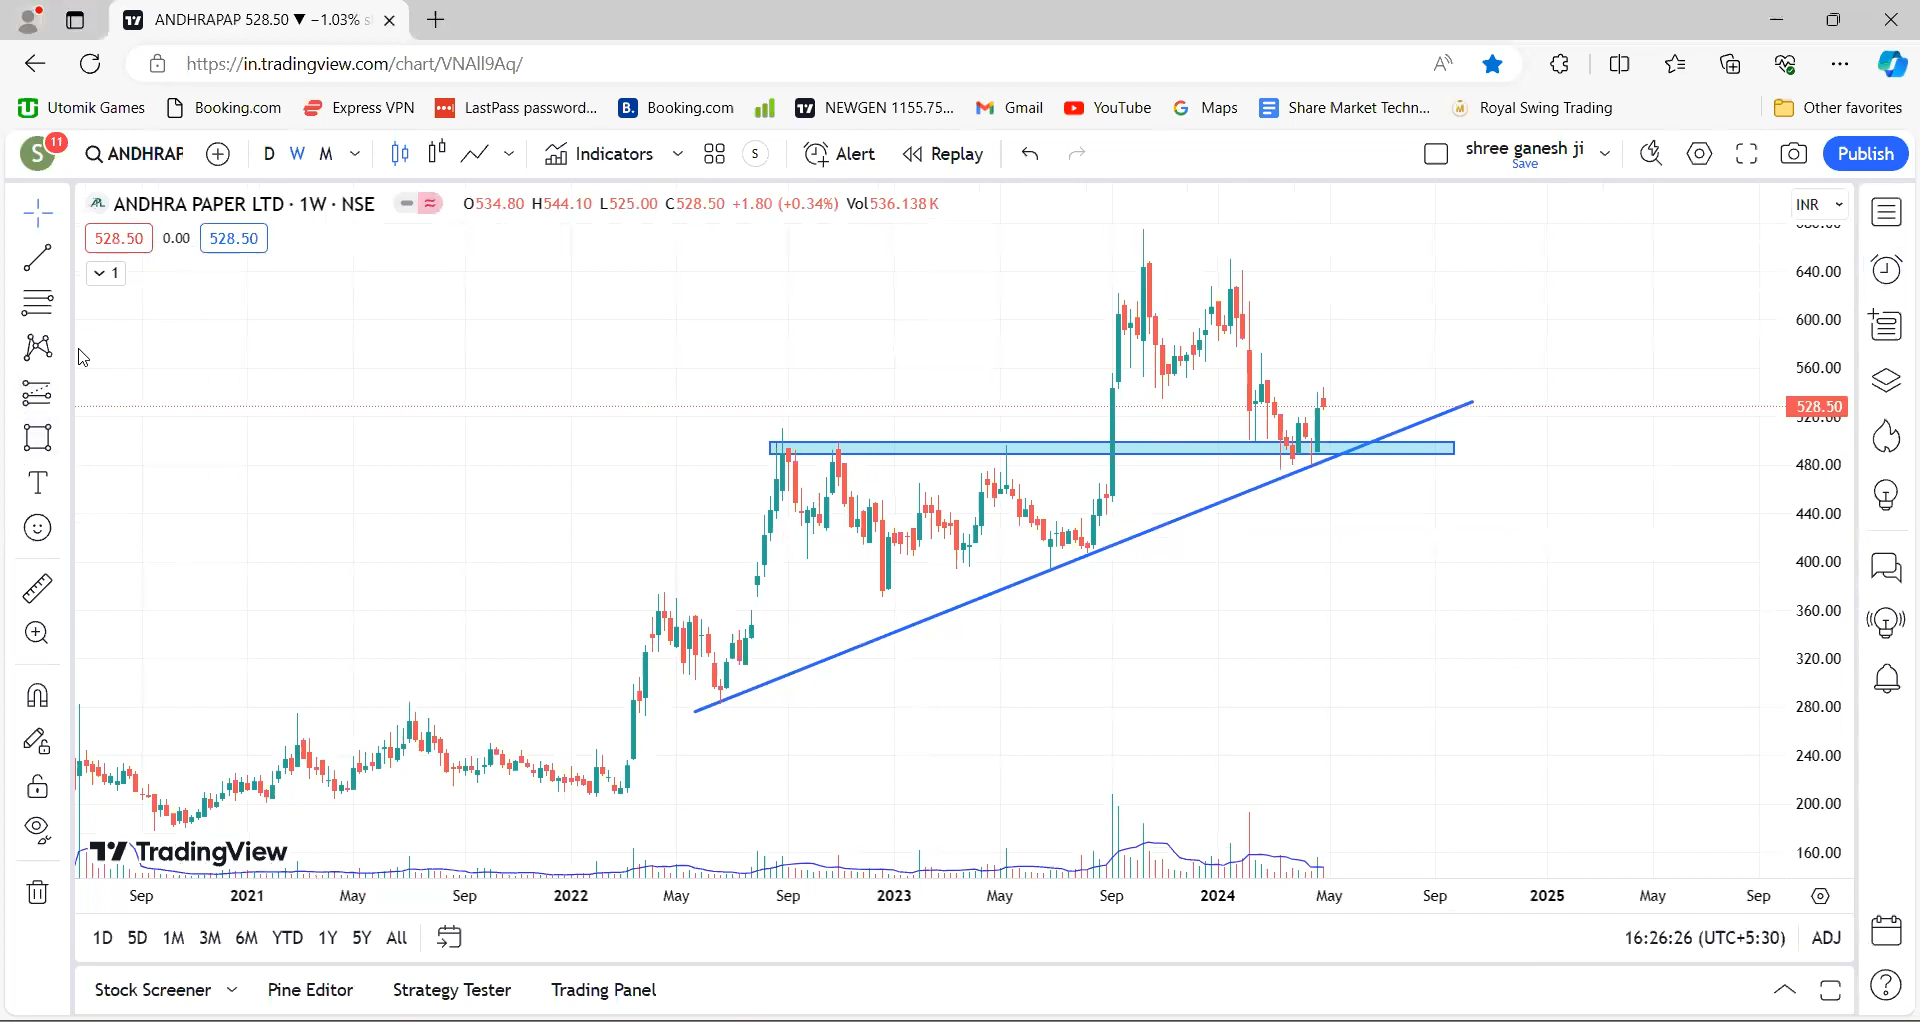 ANDHRAPAP 528.50 ▼ −1.03%
https://in.tradingview.com/chart/VNAll9Aq/
Utomik Games
Booking.com
Express VPN
LastPass password...
Booking.com
NEWGEN 1155.75...
Gmail
YouTube
Maps
Share Market Techn...
Royal Swing Trading
Other favorites
S
11
ANDHRAP
D
W
M
Indicators
S
Alert
Replay
shree ganesh ji
Save
Publish
ANDHRA PAPER LTD · 1W · NSE
O534.80 H544.10 L525.00 C528.50 +1.80 (+0.34%) Vol536.138K
INR
528.50
0.00
528.50
1
640.00
600.00
560.00
528.50
480.00
440.00
400.00
360.00
320.00
280.00
240.00
200.00
160.00
TradingView
Sep
2021
May
Sep
2022
May
Sep
2023
May
Sep
2024
May
Sep
2025
May
Sep
1D 5D 1M 3M 6M YTD 1Y 5Y All
16:26:26 (UTC+5:30)
ADJ
Stock Screener
Pine Editor
Strategy Tester
Trading Panel